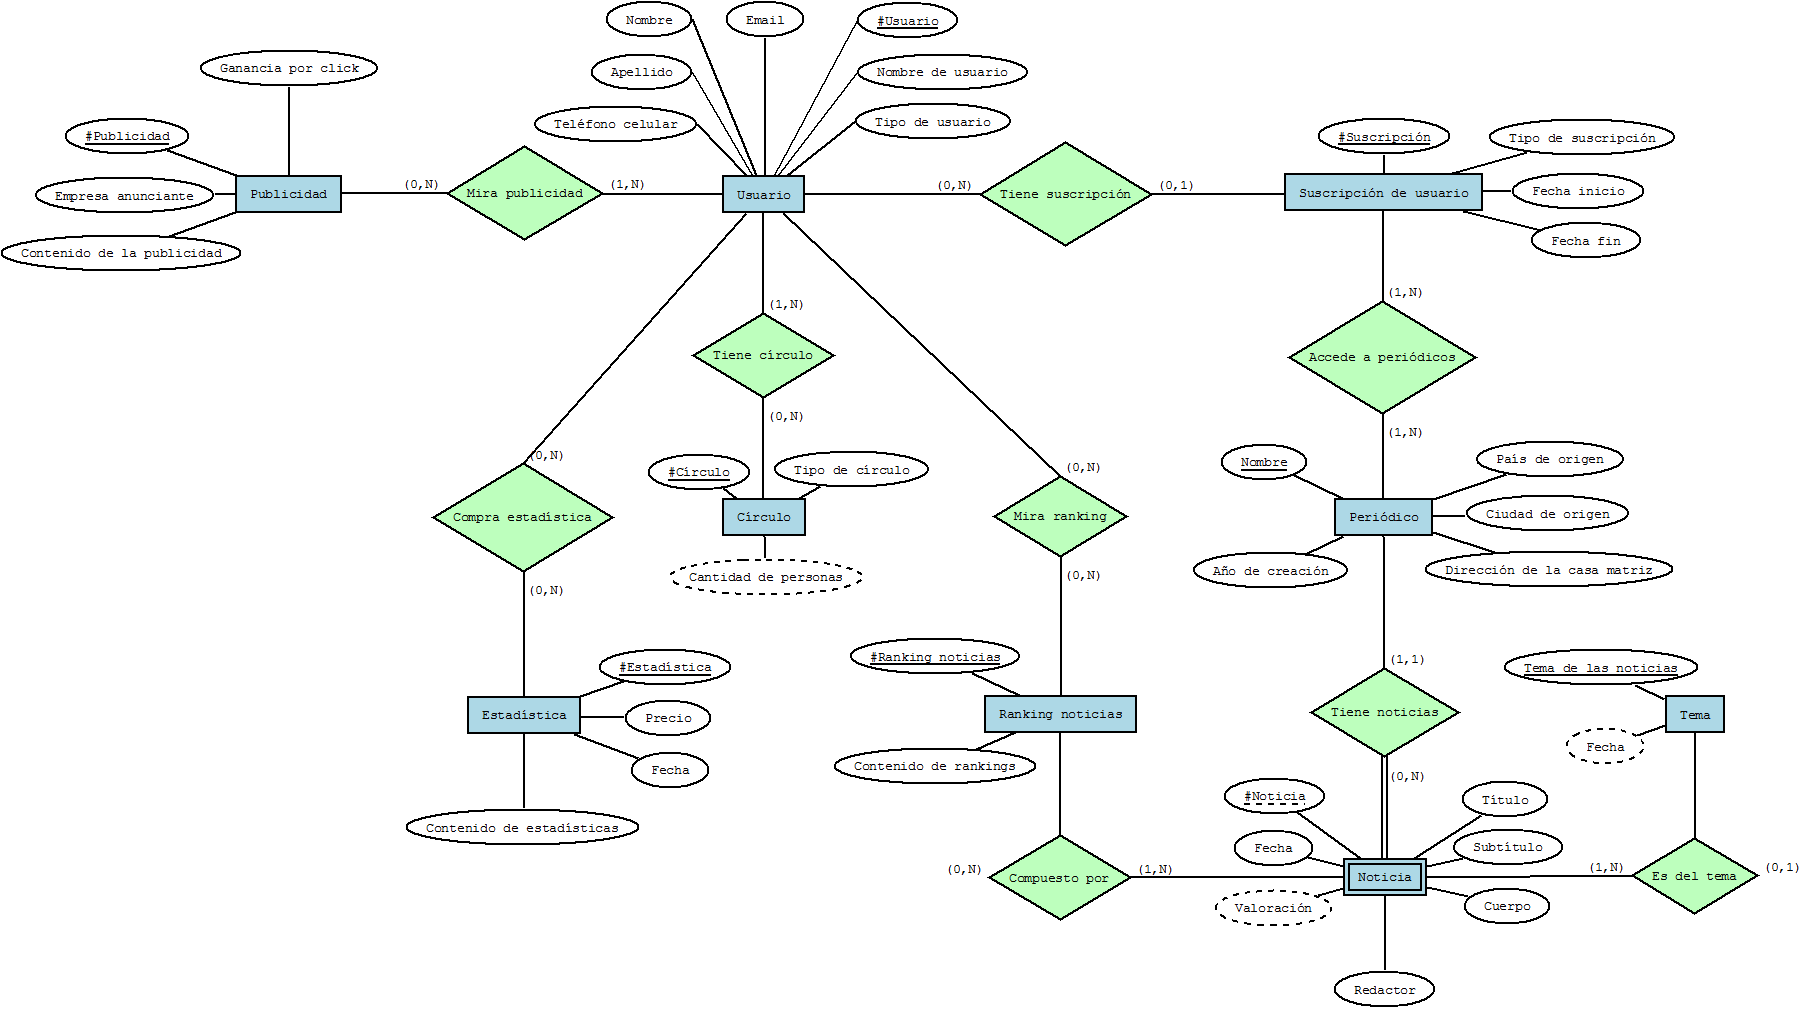 Nombre
Email
#Usuario
Ganancia por click
Apellido
Nombre de usuario
Teléfono celular
Tipo de usuario
#Publicidad
#Suscripción
Tipo de suscripción
Empresa anunciante
Publicidad
(0,N)
Mira publicidad
(1,N)
Usuario
(0,N)
Tiene suscripción
(0,1)
Suscripción de usuario
Fecha inicio
Contenido de la publicidad
Fecha fin
(1,N)
(1,N)
Tiene círculo
Accede a periódicos
(0,N)
(1,N)
(0,N)
(0,N)
#Círculo
Tipo de círculo
Nombre
País de origen
Compra estadística
Círculo
Mira ranking
Periódico
Ciudad de origen
Cantidad de personas
(0,N)
Año de creación
Dirección de la casa matriz
(0,N)
#Estadística
#Ranking noticias
(1,1)
Tema de las noticias
Estadística
Precio
Ranking noticias
Tiene noticias
Tema
Fecha
Contenido de rankings
(0,N)
Fecha
#Noticia
Título
Contenido de estadísticas
Fecha
Subtítulo
(0,N)
Compuesto por
(1,N)
Noticia
(1,N)
Es del tema
(0,1)
Valoración
Cuerpo
Redactor